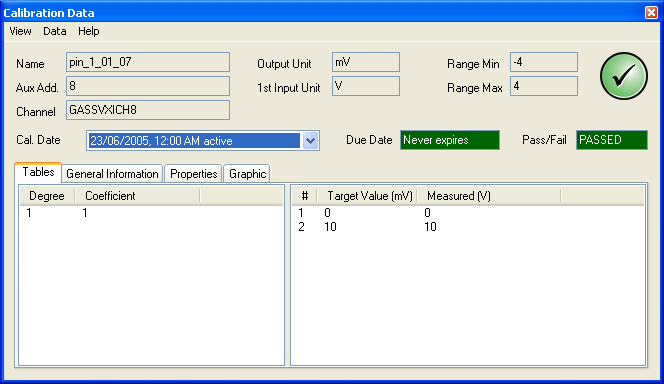 Calibration Data
View Data Help
Name pin_1_01_07 Output Unit mV Range Min -4
Aux Add. 8 1st Input Unit V Range Max 4
Channel GASSVXICH8
Cal. Date 23/06/2005, 12:00 AM active Due Date Never expires Pass/Fail PASSED
Tables General Information Properties Graphic
Degree Coefficient # Target Value (mV) Measured (V)
1 1 1 0 0
2 10 10